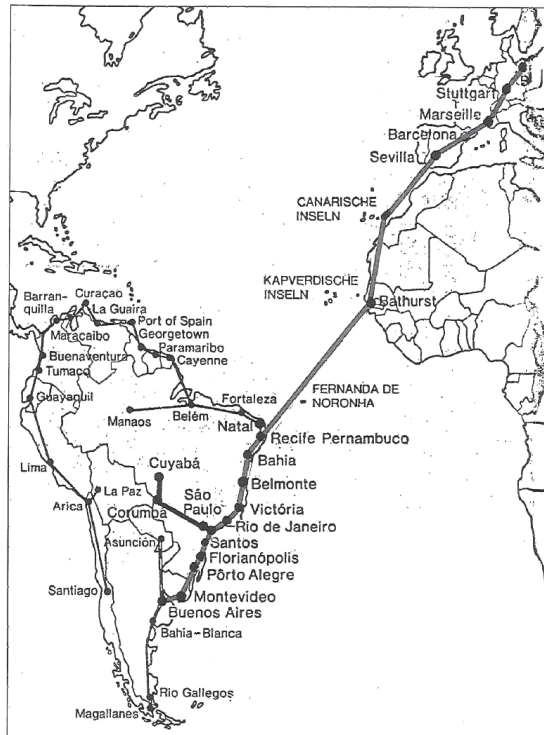 Stuttgart
Marseille
Barcelona
Sevilla
CANARISCHE
INSELN
KAPVERDISCHE
INSELN
Bathurst
Curaçao
Barran-
quilla
La Guaira
Port of Spain
Maracaibo
Georgetown
Paramaribo
Buenaventura
Cayenne
Tumaco
Guayaquil
Fortaleza
FERNANDA DE
NORONHA
Manaos
Belém
Natal
Recife Pernambuco
Bahia
Lima
Cuyabá
La Paz
Belmonte
Arica
Corumbá
São
Paulo
Victória
Rio de Janeiro
Asunción
Santos
Florianópolis
Pôrto Alegre
Santiago
Montevideo
Buenos Aires
Bahia-Blanca
Rio Gallegos
Magallanes